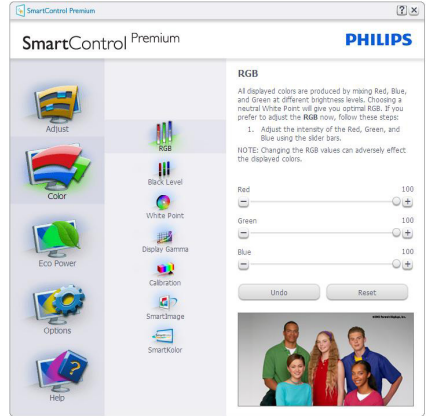 SmartControl Premium
SmartControl Premium
PHILIPS
Adjust
Color
Eco Power
Options
Help
RGB
Black Level
White Point
Display Gamma
Calibration
SmartImage
SmartKolor
RGB
All displayed colors are produced by mixing Red, Blue,
and Green at different brightness levels. Choosing a
neutral White Point will give you optimal RGB. If you
prefer to adjust the RGB now, follow these steps:
1. Adjust the intensity of the Red, Green, and
Blue using the slider bars.
NOTE: Changing the RGB values can adversely effect
the displayed colors.
Red 100
Green 100
Blue 100
Undo Reset